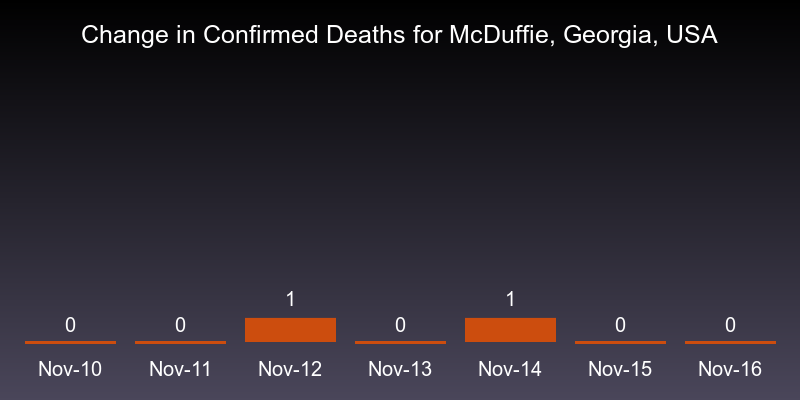 Change in Confirmed Deaths for McDuffie, Georgia, USA
0 0 1 0 1 0 0
Nov-10 Nov-11 Nov-12 Nov-13 Nov-14 Nov-15 Nov-16